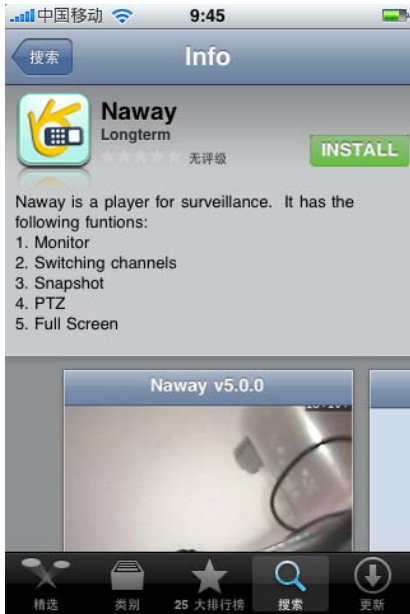 中国移动 9:45
搜索 Info
Naway
Longterm
无评级
INSTALL
Naway is a player for surveillance. It has the
following funtions:
1. Monitor
2. Switching channels
3. Snapshot
4. PTZ
5. Full Screen
Naway v5.0.0
精选 类别 25 大排行榜 搜索 更新